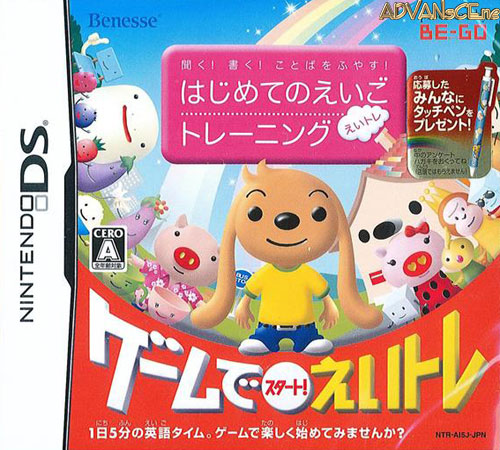 Benesse
ADVANsCEne
BE-GO
聞く!書く!ことばをふやす!
はじめてのえいご
トレーニング えいトレ
応募した
みんなに
タッチペンを
プレゼント!
NINTENDO DS
CERO
A
全年齢対象
ゲームで スタート! えいトレ
1日5分の英語タイム。ゲームで楽しく始めてみませんか?
NTR-AISJ-JPN